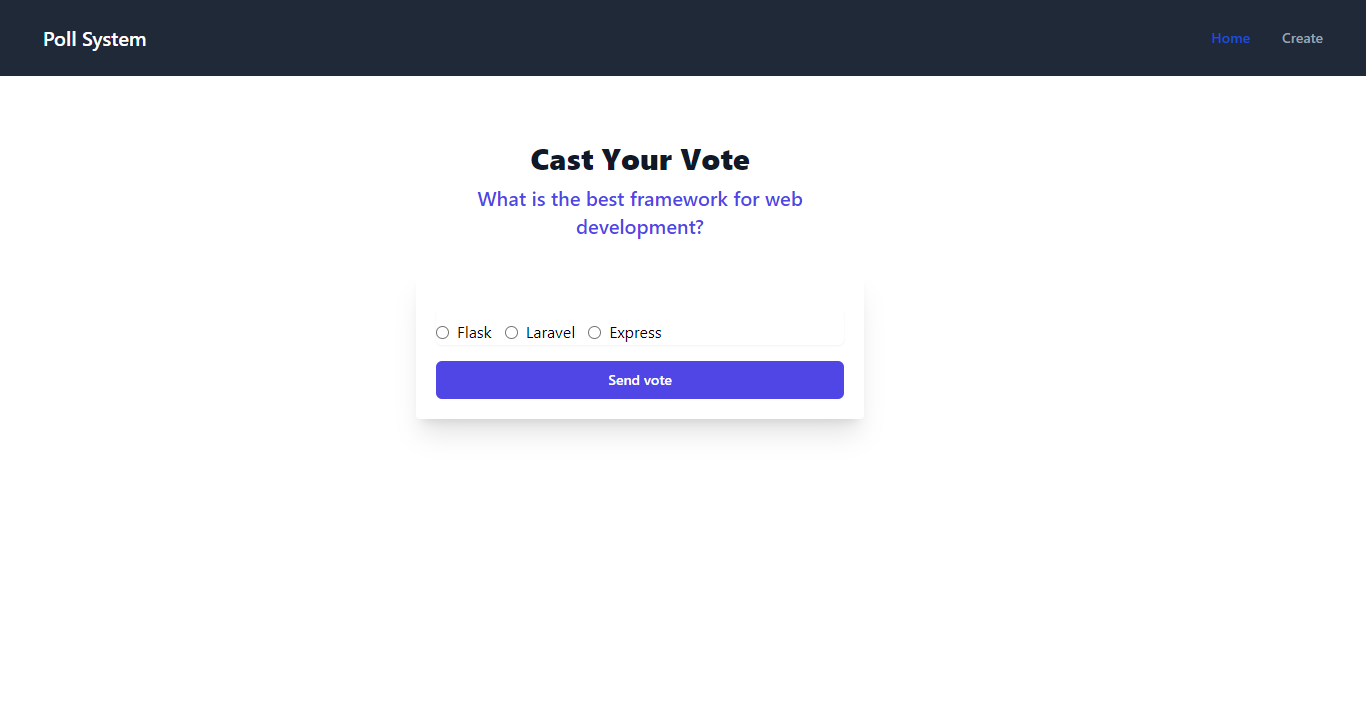 Poll System Home Create
Cast Your Vote
What is the best framework for web
development?
Flask Laravel Express
Send vote